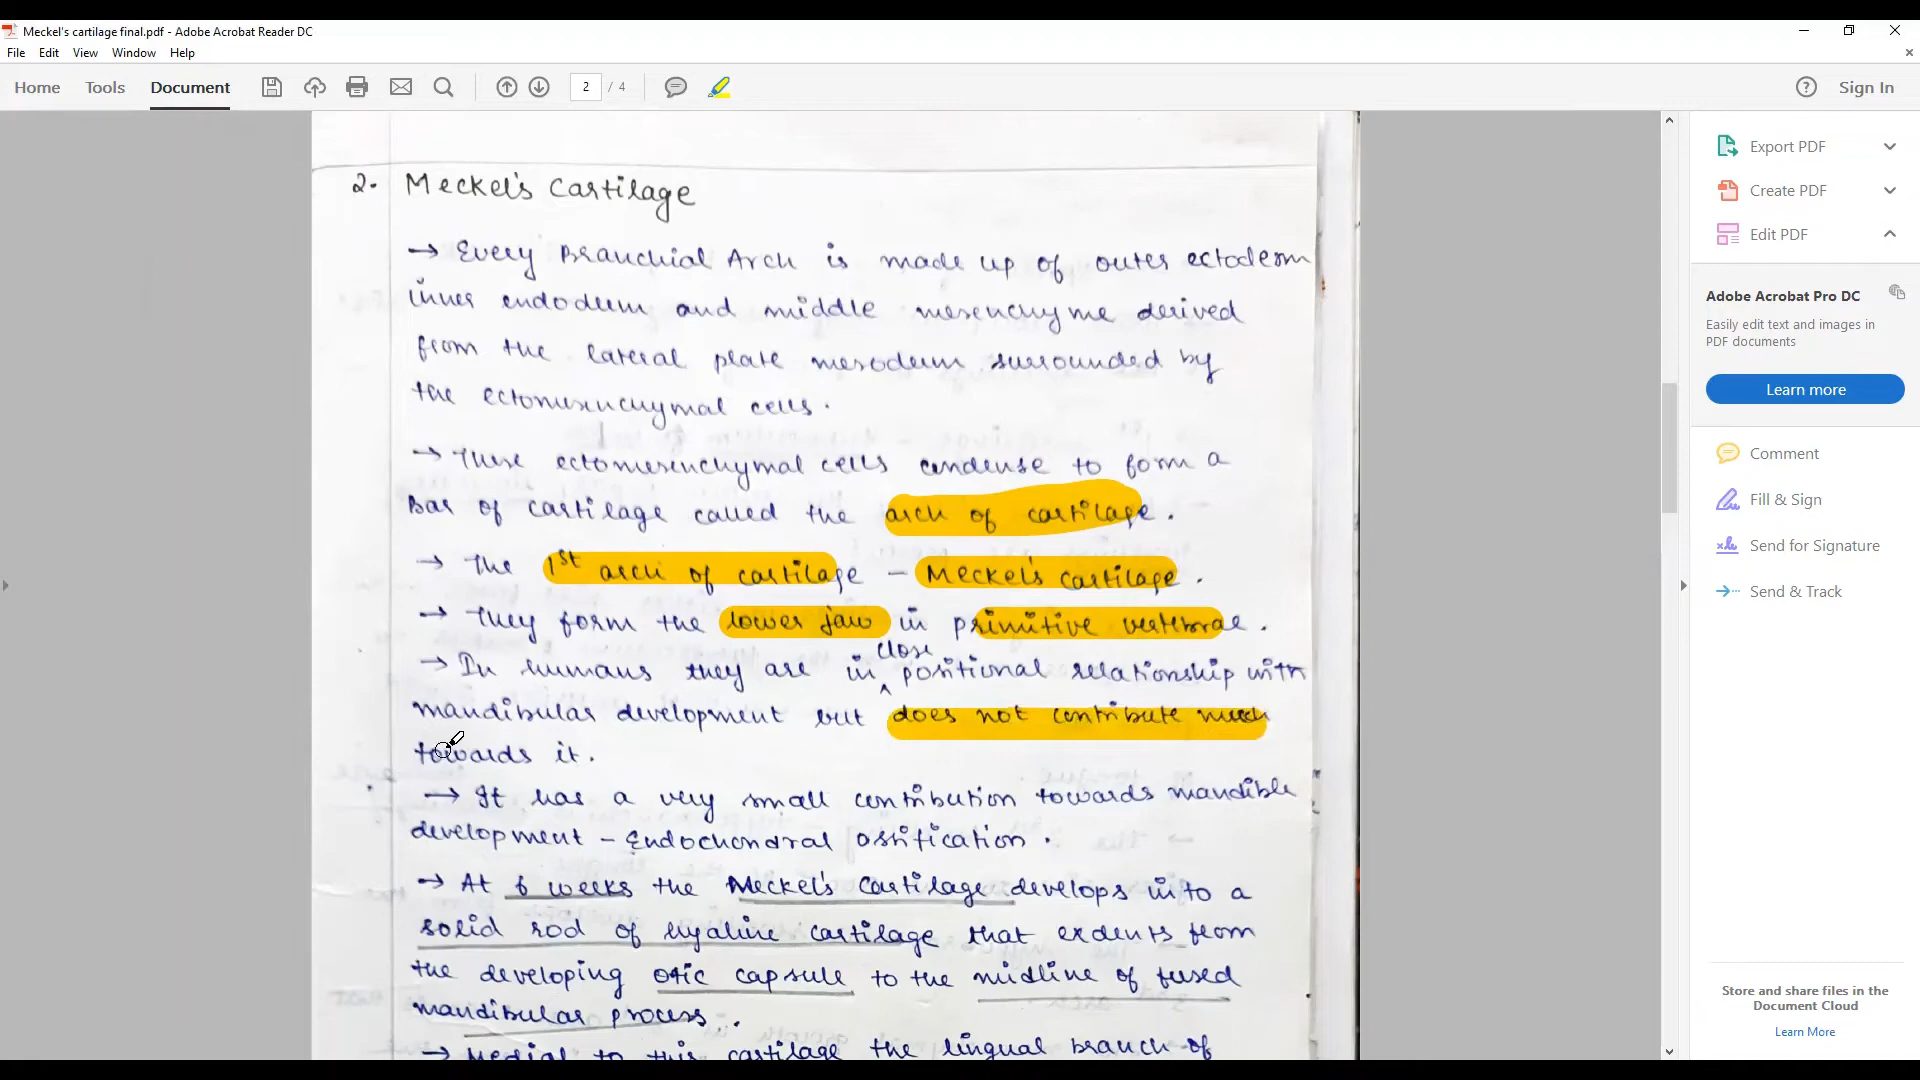 Meckel's cartilage final.pdf - Adobe Acrobat Reader DC
File Edit View Window Help
Home Tools Document 2 / 4 Sign In
2. Meckel's Cartilage
→ Every Branchial Arch is made up of outer ectoderm
inner endoderm and middle mesenchyme derived
from the lateral plate mesoderm surrounded by
the ectomesenchymal cells.
→ These ectomesenchymal cells condense to form a
Bar of cartilage called the arch of cartilage.
→ The 1st arch of cartilage – Meckel's cartilage.
→ They form the lower jaw in primitive vertebrae.
→ In humans they are in close positional relationship with
mandibular development but does not contribute much
towards it.
→ It has a very small contribution towards mandible
development – Endochondral ossification.
→ At 6 weeks the Meckel's cartilage develops into a
solid rod of hyaline cartilage that extends from
the developing otic capsule to the midline of fused
mandibular process.
→ Medial to this cartilage the lingual branch of
Export PDF
Create PDF
Edit PDF
Adobe Acrobat Pro DC
Easily edit text and images in
PDF documents
Learn more
Comment
Fill & Sign
Send for Signature
Send & Track
Store and share files in the
Document Cloud
Learn More